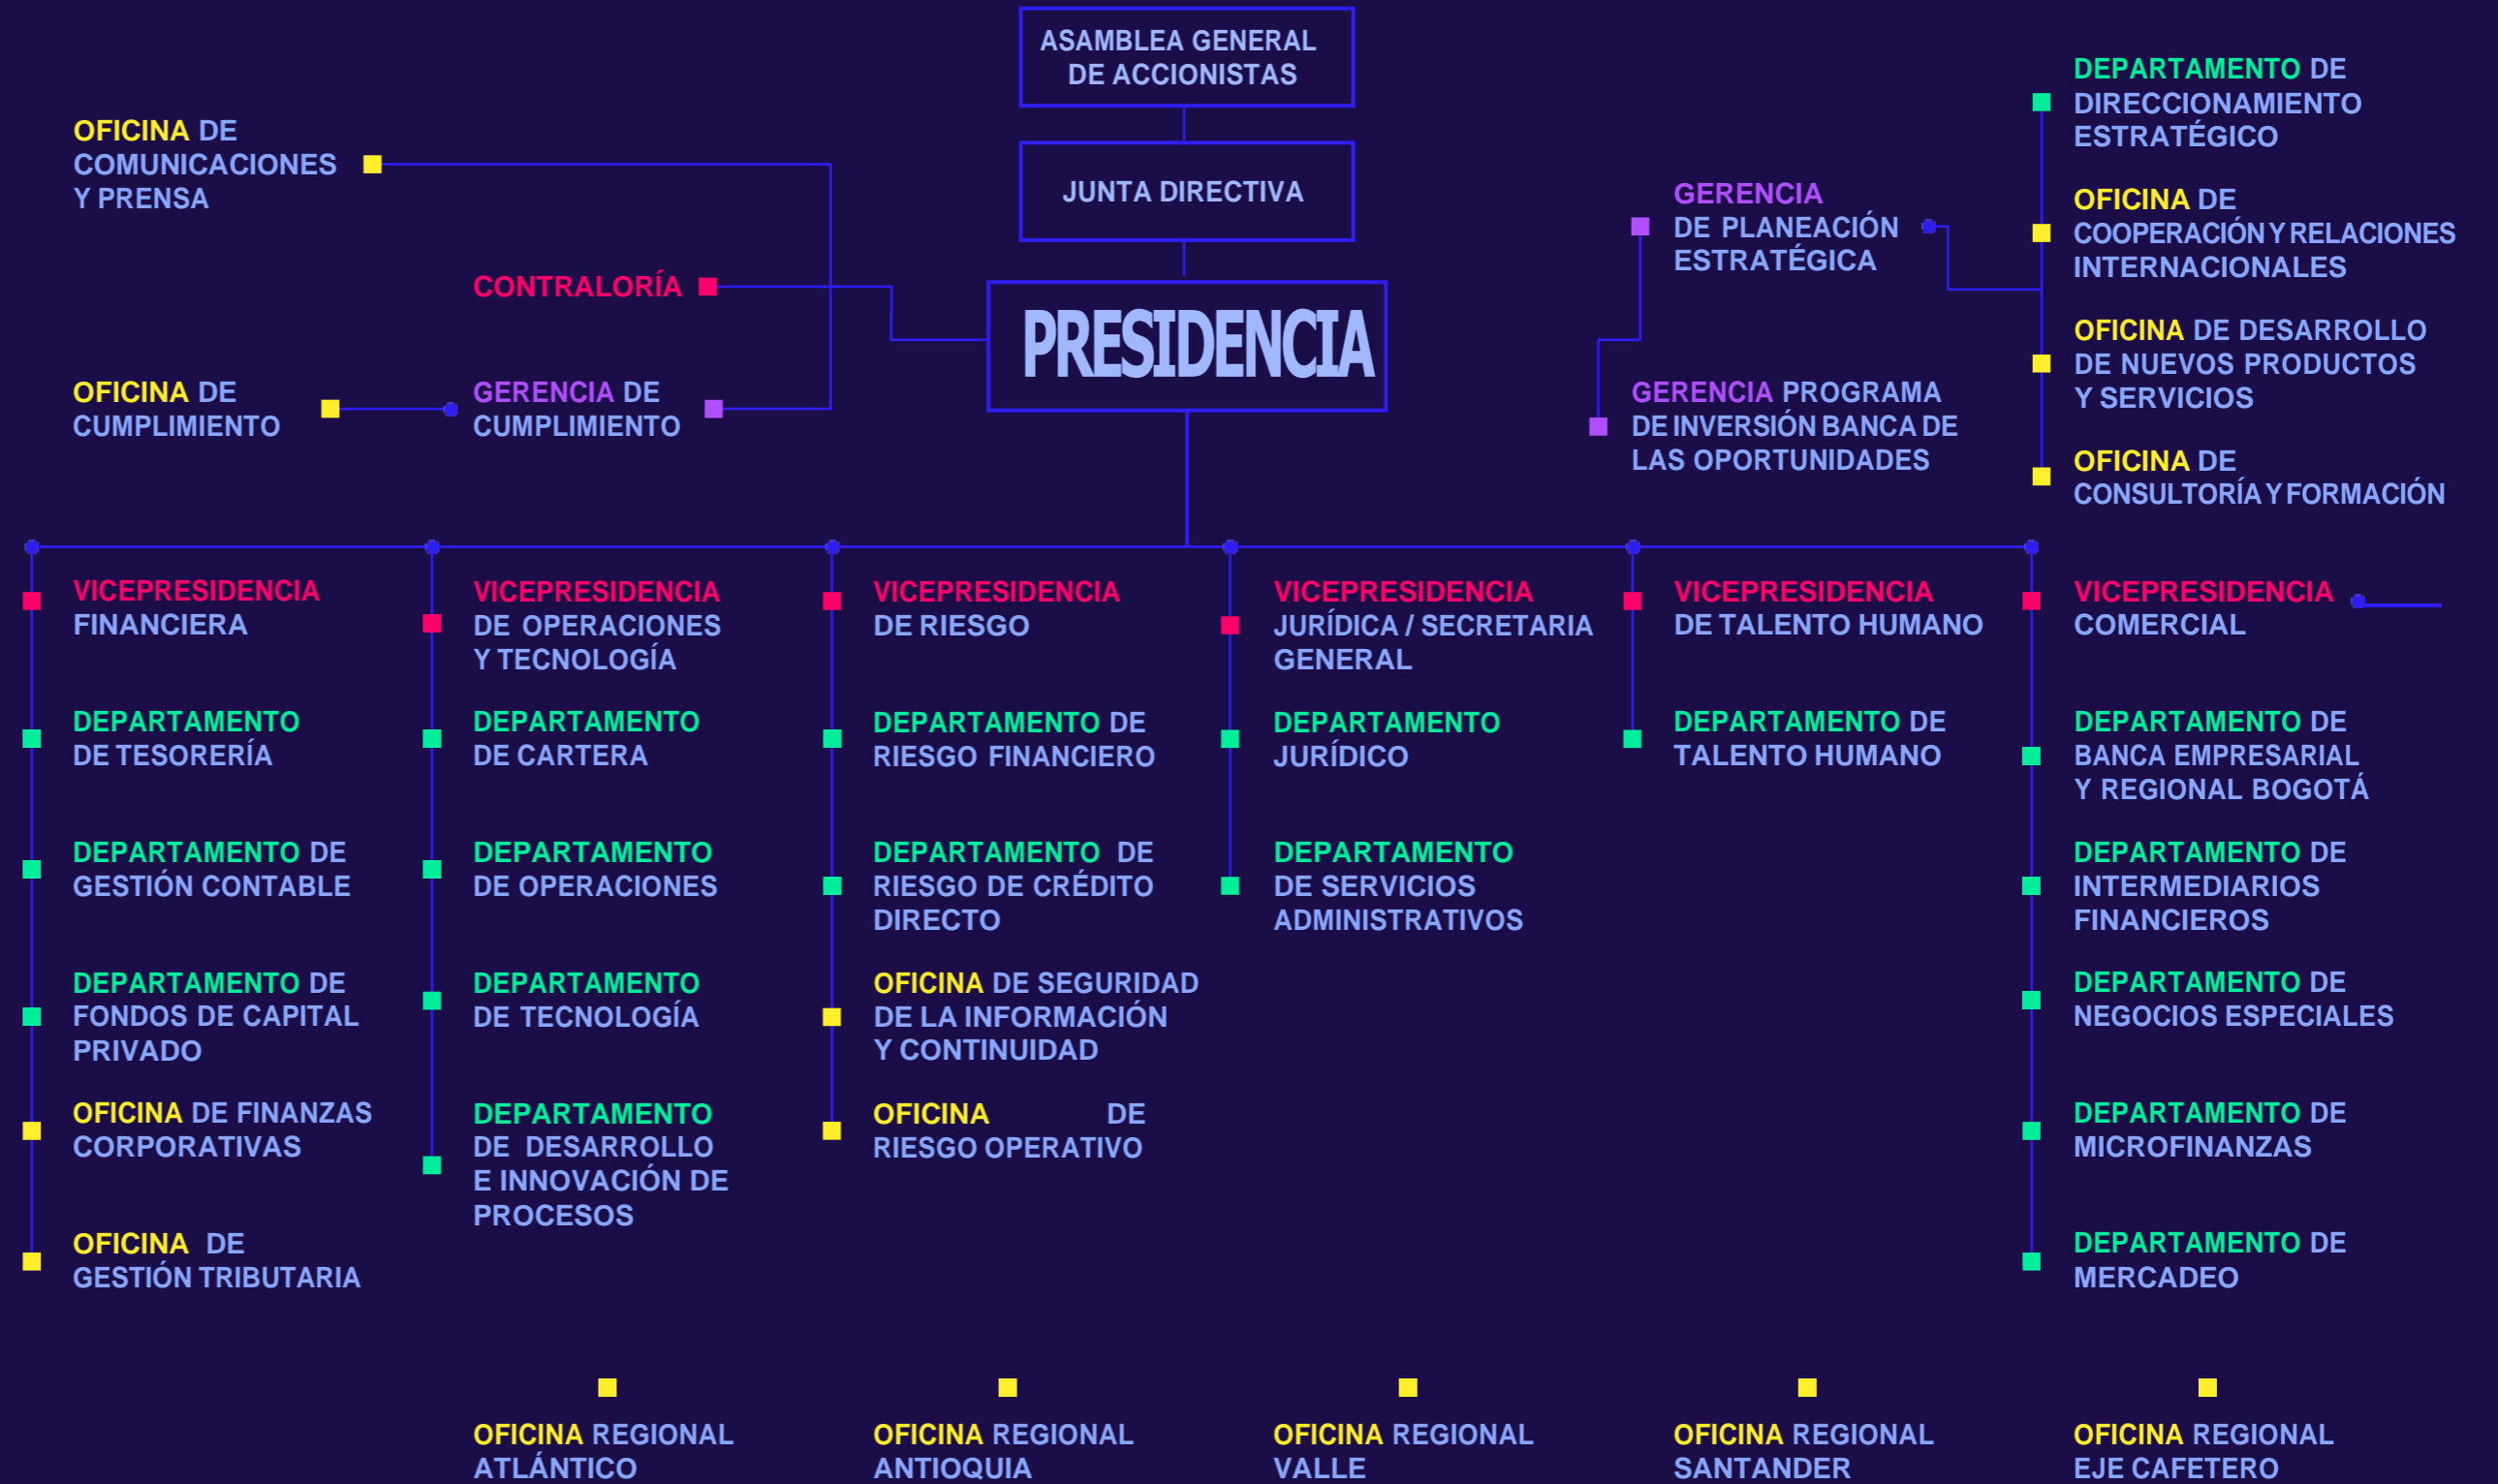 ASAMBLEA GENERAL
DE ACCIONISTAS
JUNTA DIRECTIVA
PRESIDENCIA
OFICINA DE
COMUNICACIONES
Y PRENSA
CONTRALORÍA
OFICINA DE
CUMPLIMIENTO
GERENCIA DE
CUMPLIMIENTO
GERENCIA
DE PLANEACIÓN
ESTRATÉGICA
GERENCIA PROGRAMA
DE INVERSIÓN BANCA DE
LAS OPORTUNIDADES
DEPARTAMENTO DE
DIRECCIONAMIENTO
ESTRATÉGICO
OFICINA DE
COOPERACIÓN Y RELACIONES
INTERNACIONALES
OFICINA DE DESARROLLO
DE NUEVOS PRODUCTOS
Y SERVICIOS
OFICINA DE
CONSULTORÍA Y FORMACIÓN
VICEPRESIDENCIA
FINANCIERA
DEPARTAMENTO
DE TESORERÍA
DEPARTAMENTO DE
GESTIÓN CONTABLE
DEPARTAMENTO DE
FONDOS DE CAPITAL
PRIVADO
OFICINA DE FINANZAS
CORPORATIVAS
OFICINA DE
GESTIÓN TRIBUTARIA
VICEPRESIDENCIA
DE OPERACIONES
Y TECNOLOGÍA
DEPARTAMENTO
DE CARTERA
DEPARTAMENTO
DE OPERACIONES
DEPARTAMENTO
DE TECNOLOGÍA
DEPARTAMENTO
DE DESARROLLO
E INNOVACIÓN DE
PROCESOS
VICEPRESIDENCIA
DE RIESGO
DEPARTAMENTO DE
RIESGO FINANCIERO
DEPARTAMENTO DE
RIESGO DE CRÉDITO
DIRECTO
OFICINA DE SEGURIDAD
DE LA INFORMACIÓN
Y CONTINUIDAD
OFICINA DE
RIESGO OPERATIVO
VICEPRESIDENCIA
JURÍDICA / SECRETARIA
GENERAL
DEPARTAMENTO
JURÍDICO
DEPARTAMENTO
DE SERVICIOS
ADMINISTRATIVOS
VICEPRESIDENCIA
DE TALENTO HUMANO
DEPARTAMENTO DE
TALENTO HUMANO
VICEPRESIDENCIA
COMERCIAL
DEPARTAMENTO DE
BANCA EMPRESARIAL
Y REGIONAL BOGOTÁ
DEPARTAMENTO DE
INTERMEDIARIOS
FINANCIEROS
DEPARTAMENTO DE
NEGOCIOS ESPECIALES
DEPARTAMENTO DE
MICROFINANZAS
DEPARTAMENTO DE
MERCADEO
OFICINA REGIONAL
ATLÁNTICO
OFICINA REGIONAL
ANTIOQUIA
OFICINA REGIONAL
VALLE
OFICINA REGIONAL
SANTANDER
OFICINA REGIONAL
EJE CAFETERO